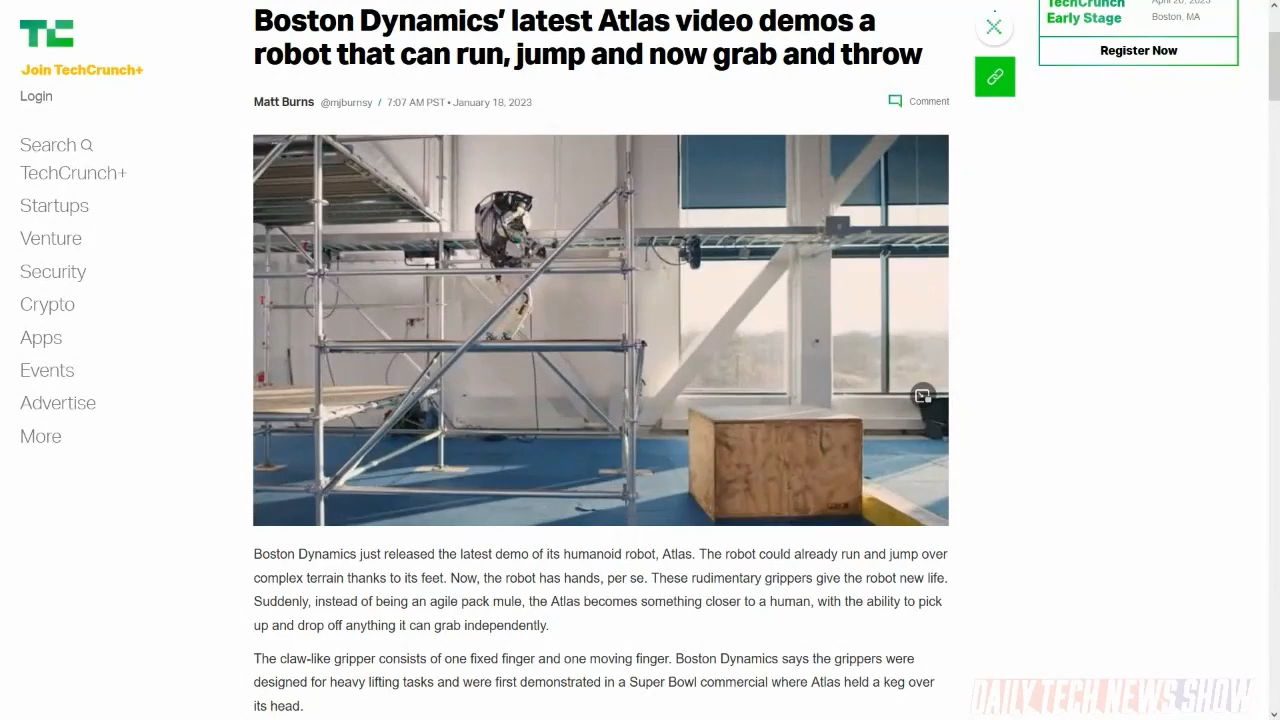 TC
Join TechCrunch+
Login
Search
TechCrunch+
Startups
Venture
Security
Crypto
Apps
Events
Advertise
More
Boston Dynamics' latest Atlas video demos a
robot that can run, jump and now grab and throw
Matt Burns @mjburnsy / 7:07 AM PST • January 18, 2023
Comment
Boston Dynamics just released the latest demo of its humanoid robot, Atlas. The robot could already run and jump over
complex terrain thanks to its feet. Now, the robot has hands, per se. These rudimentary grippers give the robot new life.
Suddenly, instead of being an agile pack mule, the Atlas becomes something closer to a human, with the ability to pick
up and drop off anything it can grab independently.
The claw-like gripper consists of one fixed finger and one moving finger. Boston Dynamics says the grippers were
designed for heavy lifting tasks and were first demonstrated in a Super Bowl commercial where Atlas held a keg over
its head.
TechCrunch
Early Stage
April 20, 2023
Boston, MA
Register Now
DAILY TECH NEWS SHOW